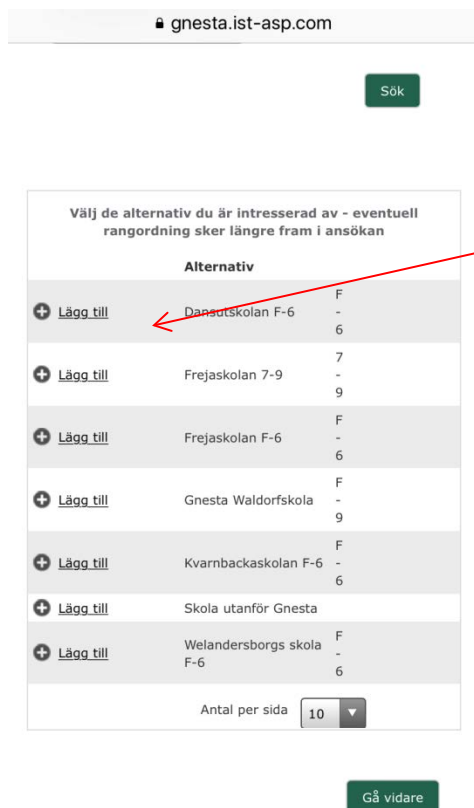 gnesta.ist-asp.com
Sök
Välj de alternativ du är intresserad av - eventuell
rangordning sker längre fram i ansökan
Alternativ
Lägg till Dansutskolan F-6 F
-
6
Lägg till Frejaskolan 7-9 7
-
9
Lägg till Frejaskolan F-6 F
-
6
Lägg till Gnesta Waldorfskola F
-
9
Lägg till Kvarnbackaskolan F-6 F
-
6
Lägg till Skola utanför Gnesta
Lägg till Welandersborgs skola F
F-6 -
6
Antal per sida 10
Gå vidare